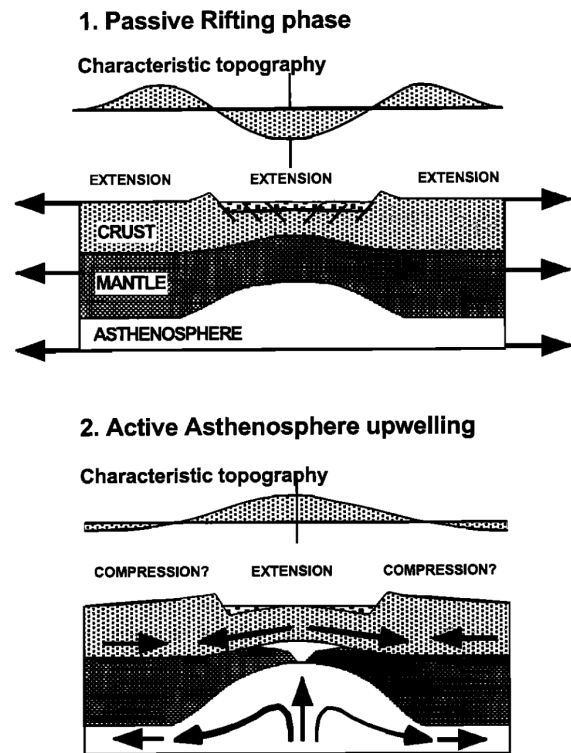 1. Passive Rifting phase
Characteristic topography
EXTENSION EXTENSION EXTENSION
CRUST
MANTLE
ASTHENOSPHERE
2. Active Asthenosphere upwelling
Characteristic topography
COMPRESSION? EXTENSION COMPRESSION?